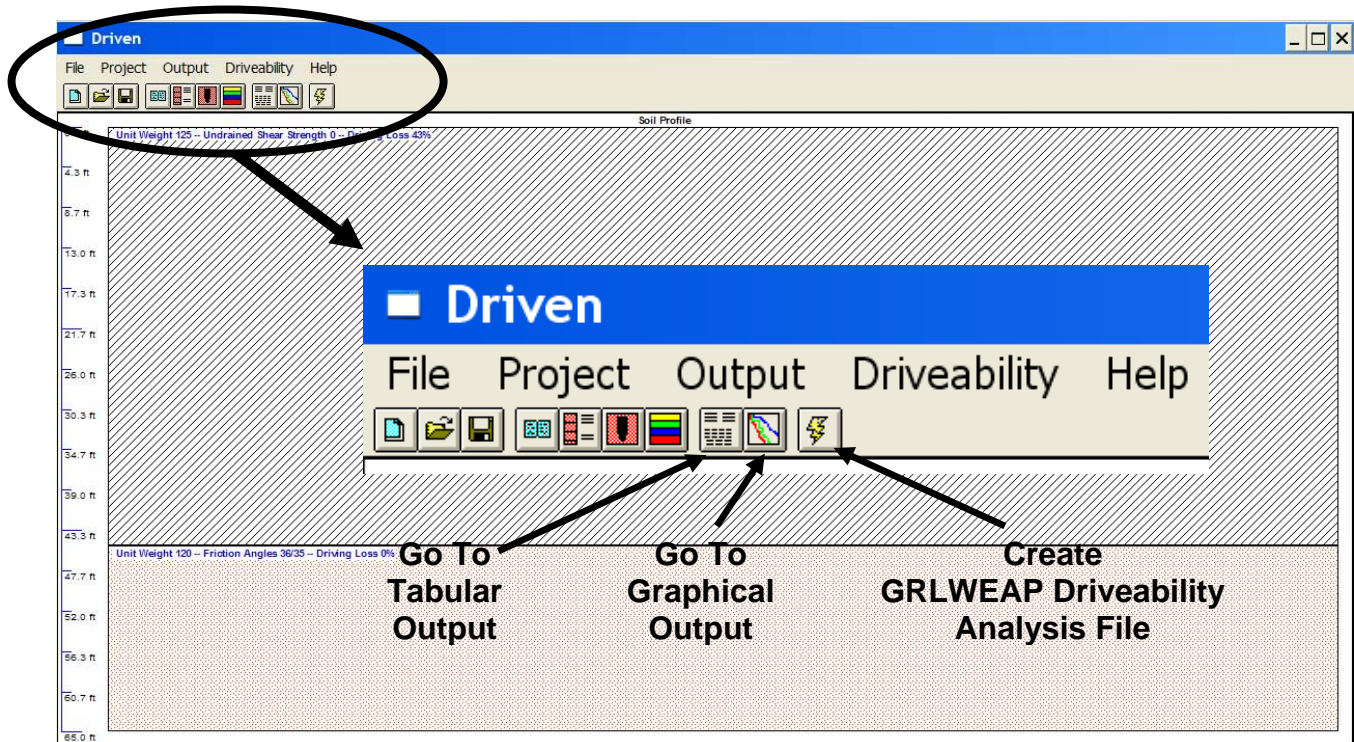 Driven
File Project Output Driveability Help
Soil Profile
Unit Weight 125 -- Undrained Shear Strength 0 -- Driving Loss 43%
4.3 ft
8.7 ft
13.0 ft
17.3 ft
21.7 ft
26.0 ft
30.3 ft
34.7 ft
39.0 ft
43.3 ft
47.7 ft
52.0 ft
56.3 ft
60.7 ft
65.0 ft
Driven
File Project Output Driveability Help
Unit Weight 120 -- Friction Angles 36/35 -- Driving Loss 0%
Go To
Tabular
Output
Go To
Graphical
Output
Create
GRLWEAP Driveability
Analysis File